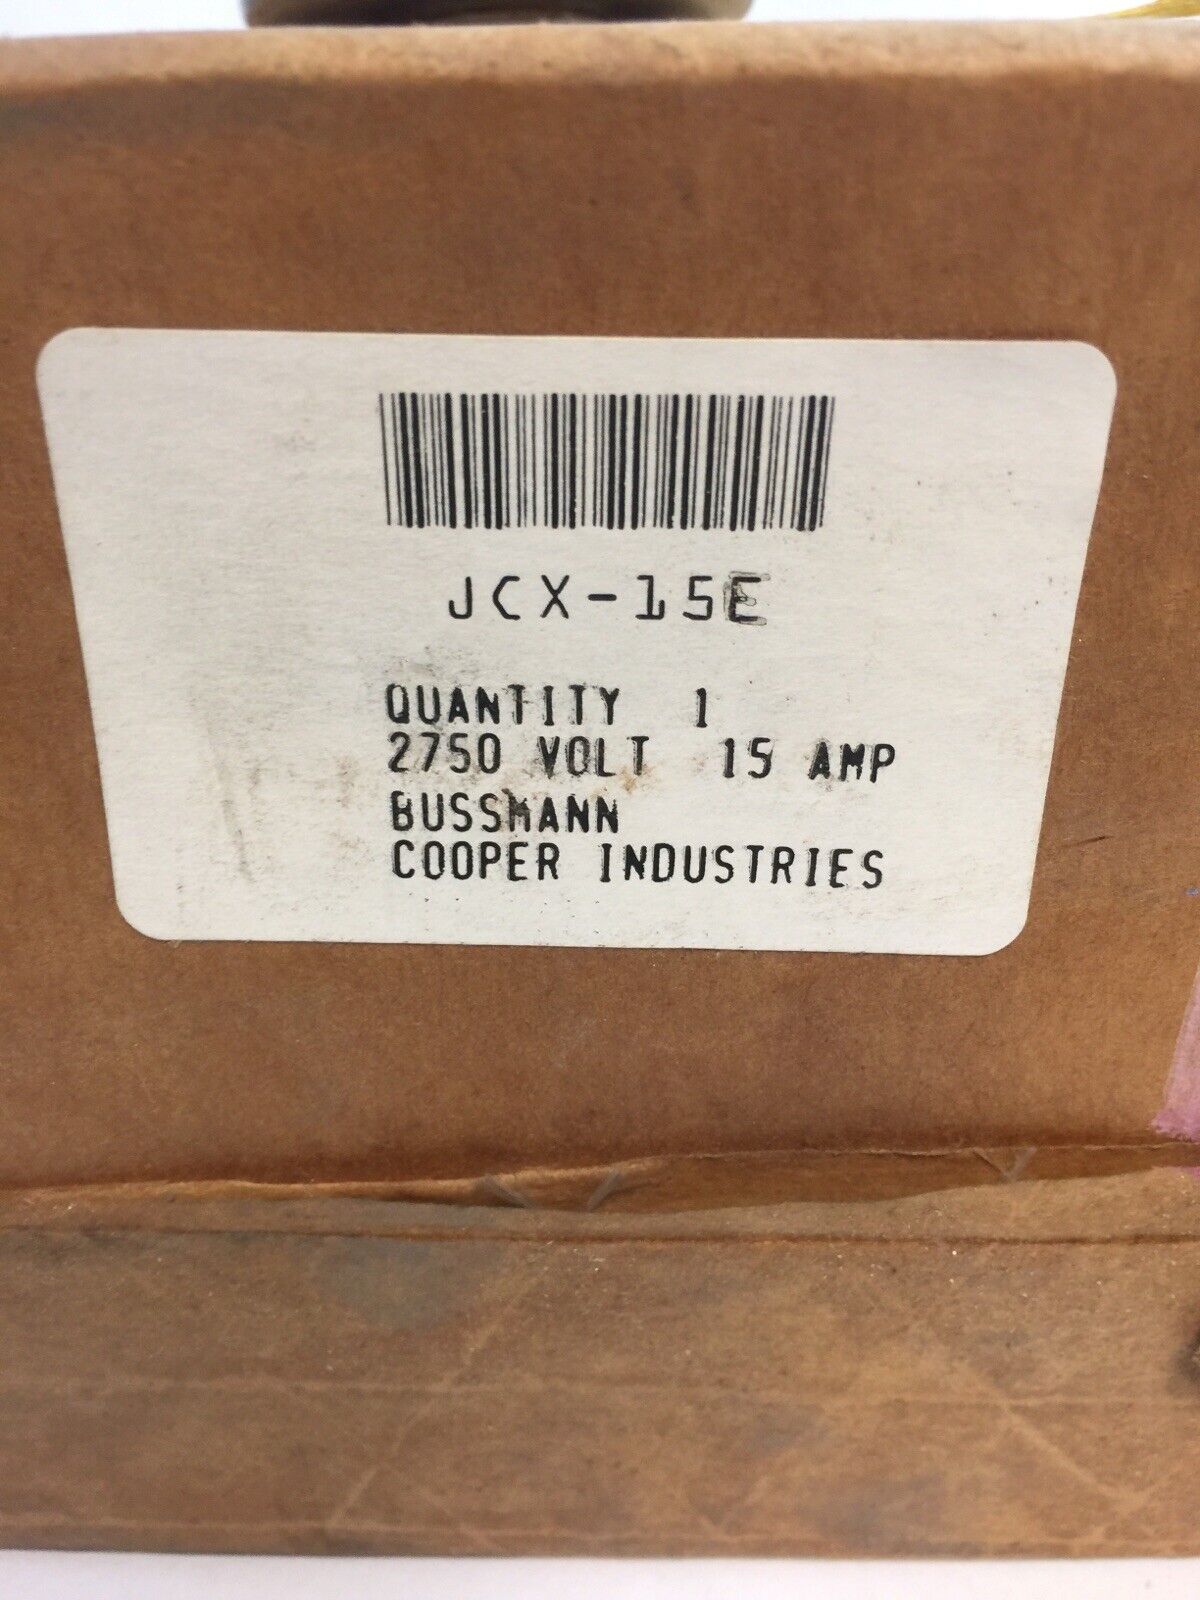 JCX-15E
QUANTITY 1
2750 VOLT 15 AMP
BUSSMANN
COOPER INDUSTRIES